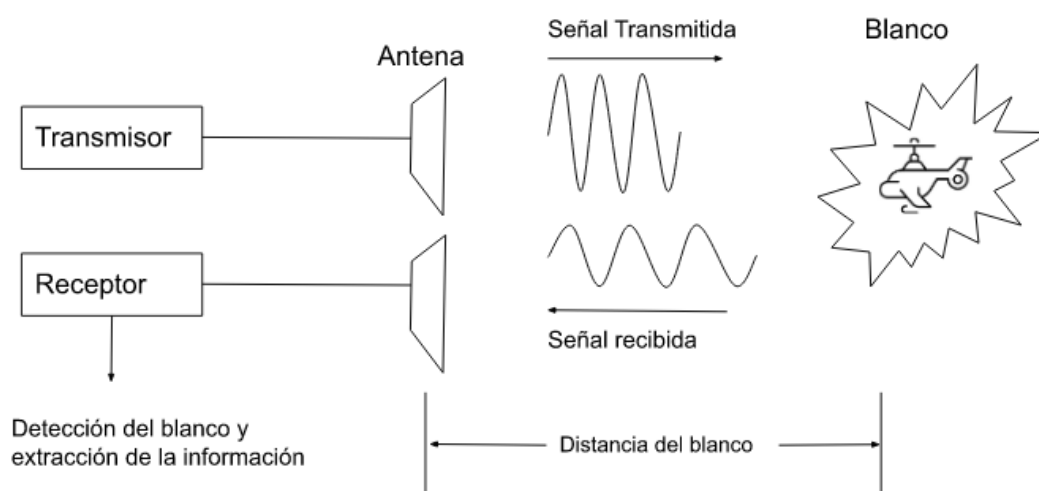 Señal Transmitida
Blanco
Antena
Transmisor
Receptor
Señal recibida
Detección del blanco y
extracción de la información
Distancia del blanco